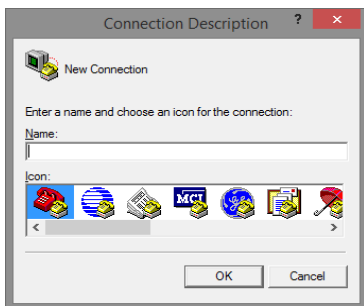 Connection Description
?
New Connection
Enter a name and choose an icon for the connection:
Name:
Icon:
MCI
OK
Cancel